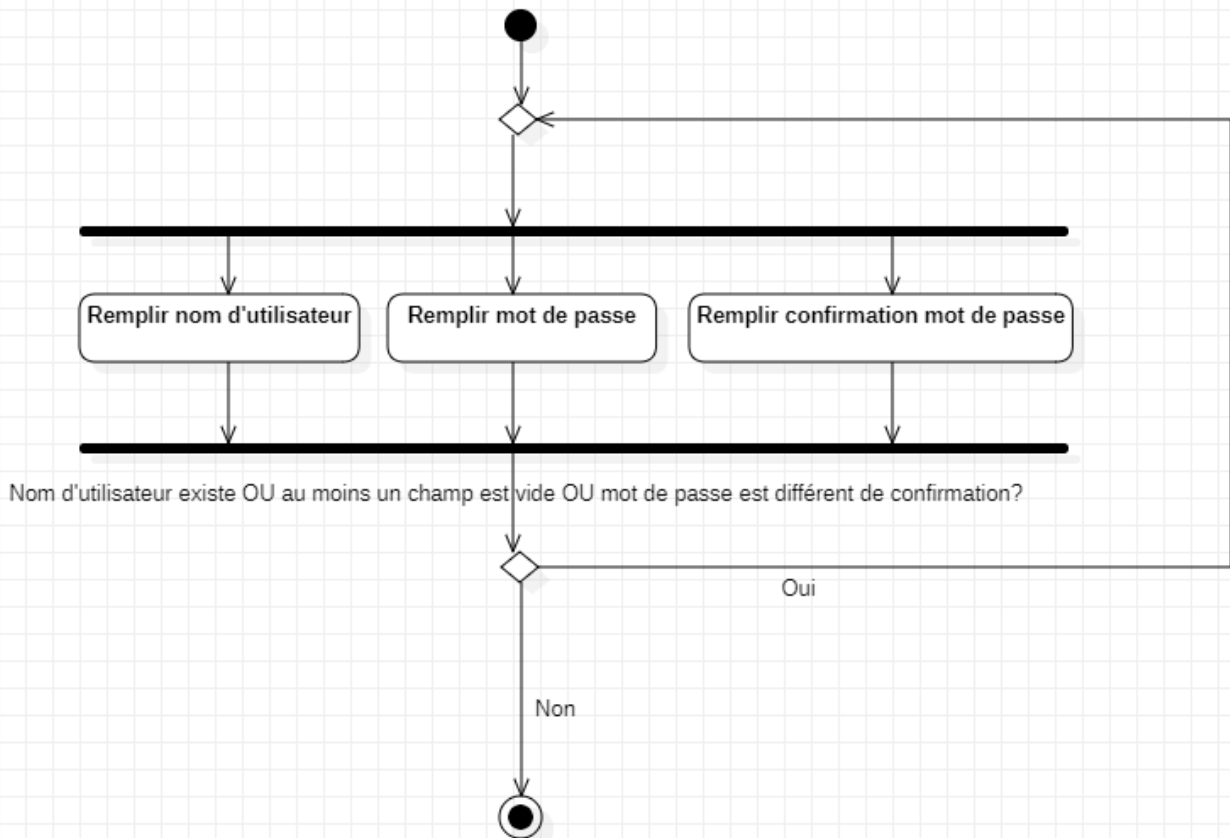 Remplir nom d'utilisateur
Remplir mot de passe
Remplir confirmation mot de passe
Nom d'utilisateur existe OU au moins un champ est vide OU mot de passe est différent de confirmation?
Oui
Non